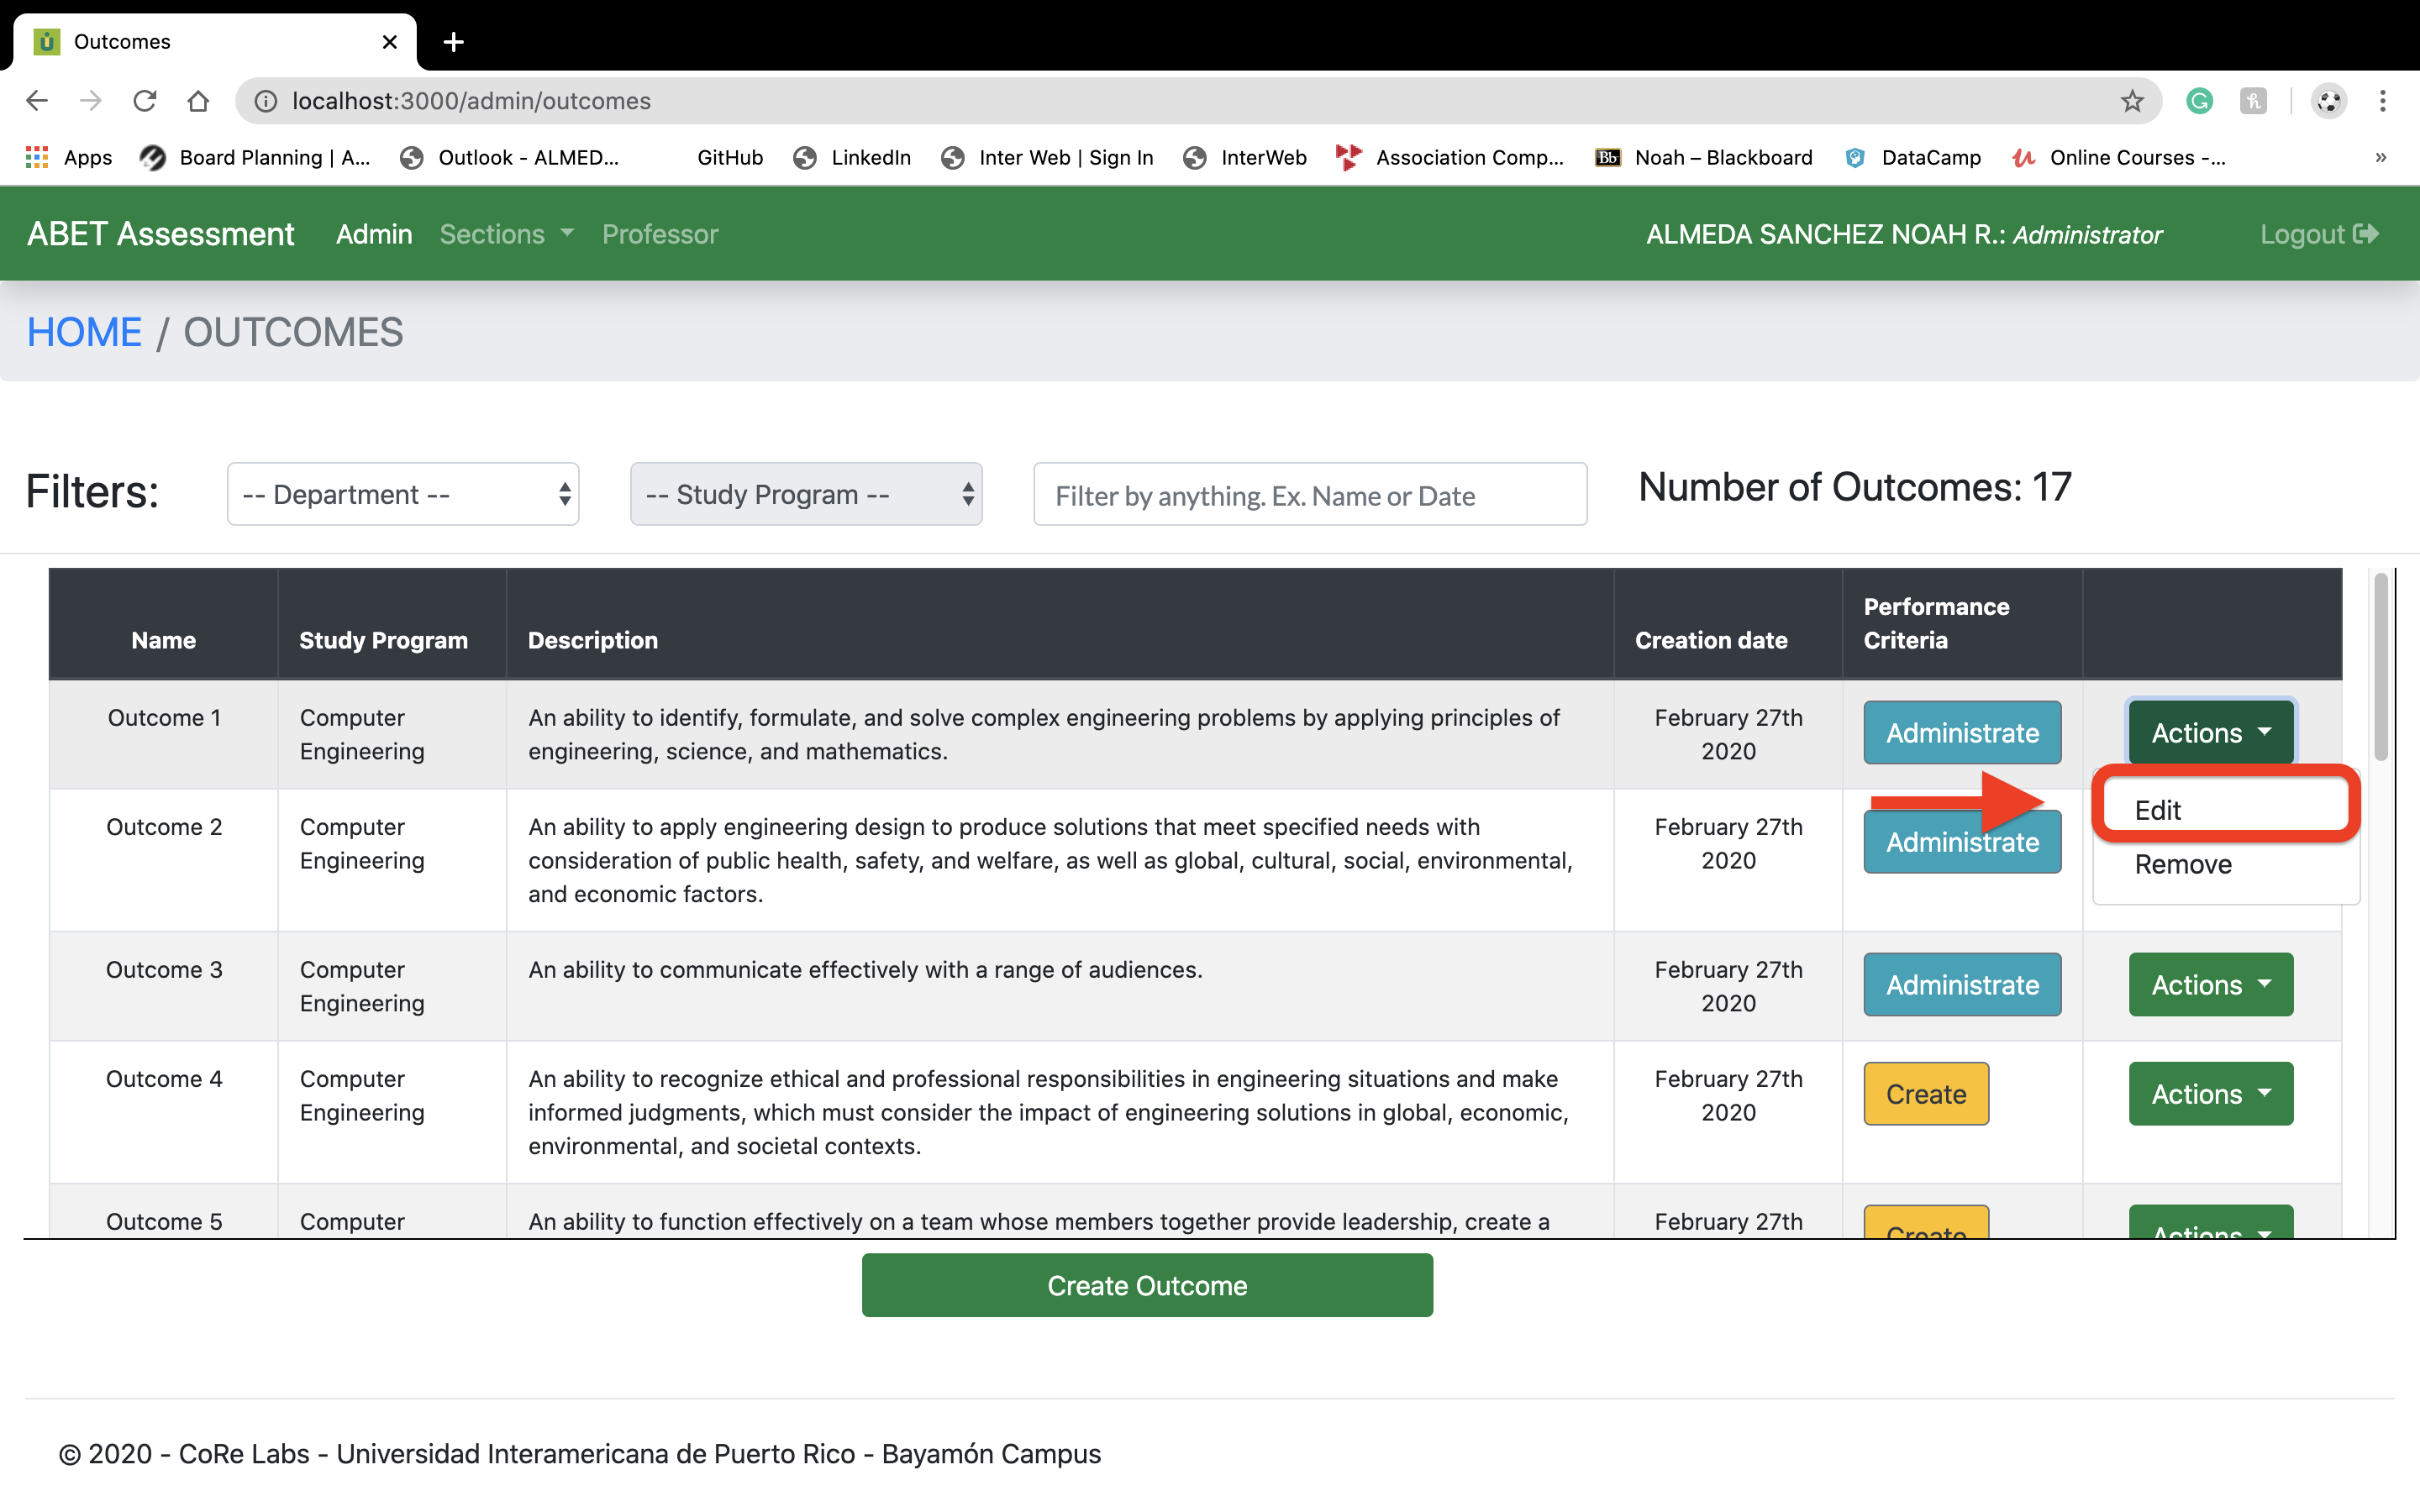 Outcomes
localhost:3000/admin/outcomes
Apps
Board Planning | A...
Outlook - ALMED...
GitHub
LinkedIn
Inter Web | Sign In
InterWeb
Association Comp...
Bb
Noah – Blackboard
DataCamp
Online Courses -...
»
ABET Assessment
Admin
Sections
Professor
ALMEDA SANCHEZ NOAH R.: Administrator
Logout
HOME / OUTCOMES
Filters:
-- Department --
-- Study Program --
Filter by anything. Ex. Name or Date
Number of Outcomes: 17
Name
Study Program
Description
Creation date
Performance
Criteria
Outcome 1
Computer
Engineering
An ability to identify, formulate, and solve complex engineering problems by applying principles of
engineering, science, and mathematics.
February 27th
2020
Administrate
Actions
Edit
Remove
Outcome 2
Computer
Engineering
An ability to apply engineering design to produce solutions that meet specified needs with
consideration of public health, safety, and welfare, as well as global, cultural, social, environmental,
and economic factors.
February 27th
2020
Administrate
Outcome 3
Computer
Engineering
An ability to communicate effectively with a range of audiences.
February 27th
2020
Administrate
Actions
Outcome 4
Computer
Engineering
An ability to recognize ethical and professional responsibilities in engineering situations and make
informed judgments, which must consider the impact of engineering solutions in global, economic,
environmental, and societal contexts.
February 27th
2020
Create
Actions
Outcome 5
Computer
An ability to function effectively on a team whose members together provide leadership, create a
February 27th
Create
Actions
Create Outcome
© 2020 - CoRe Labs - Universidad Interamericana de Puerto Rico - Bayamón Campus